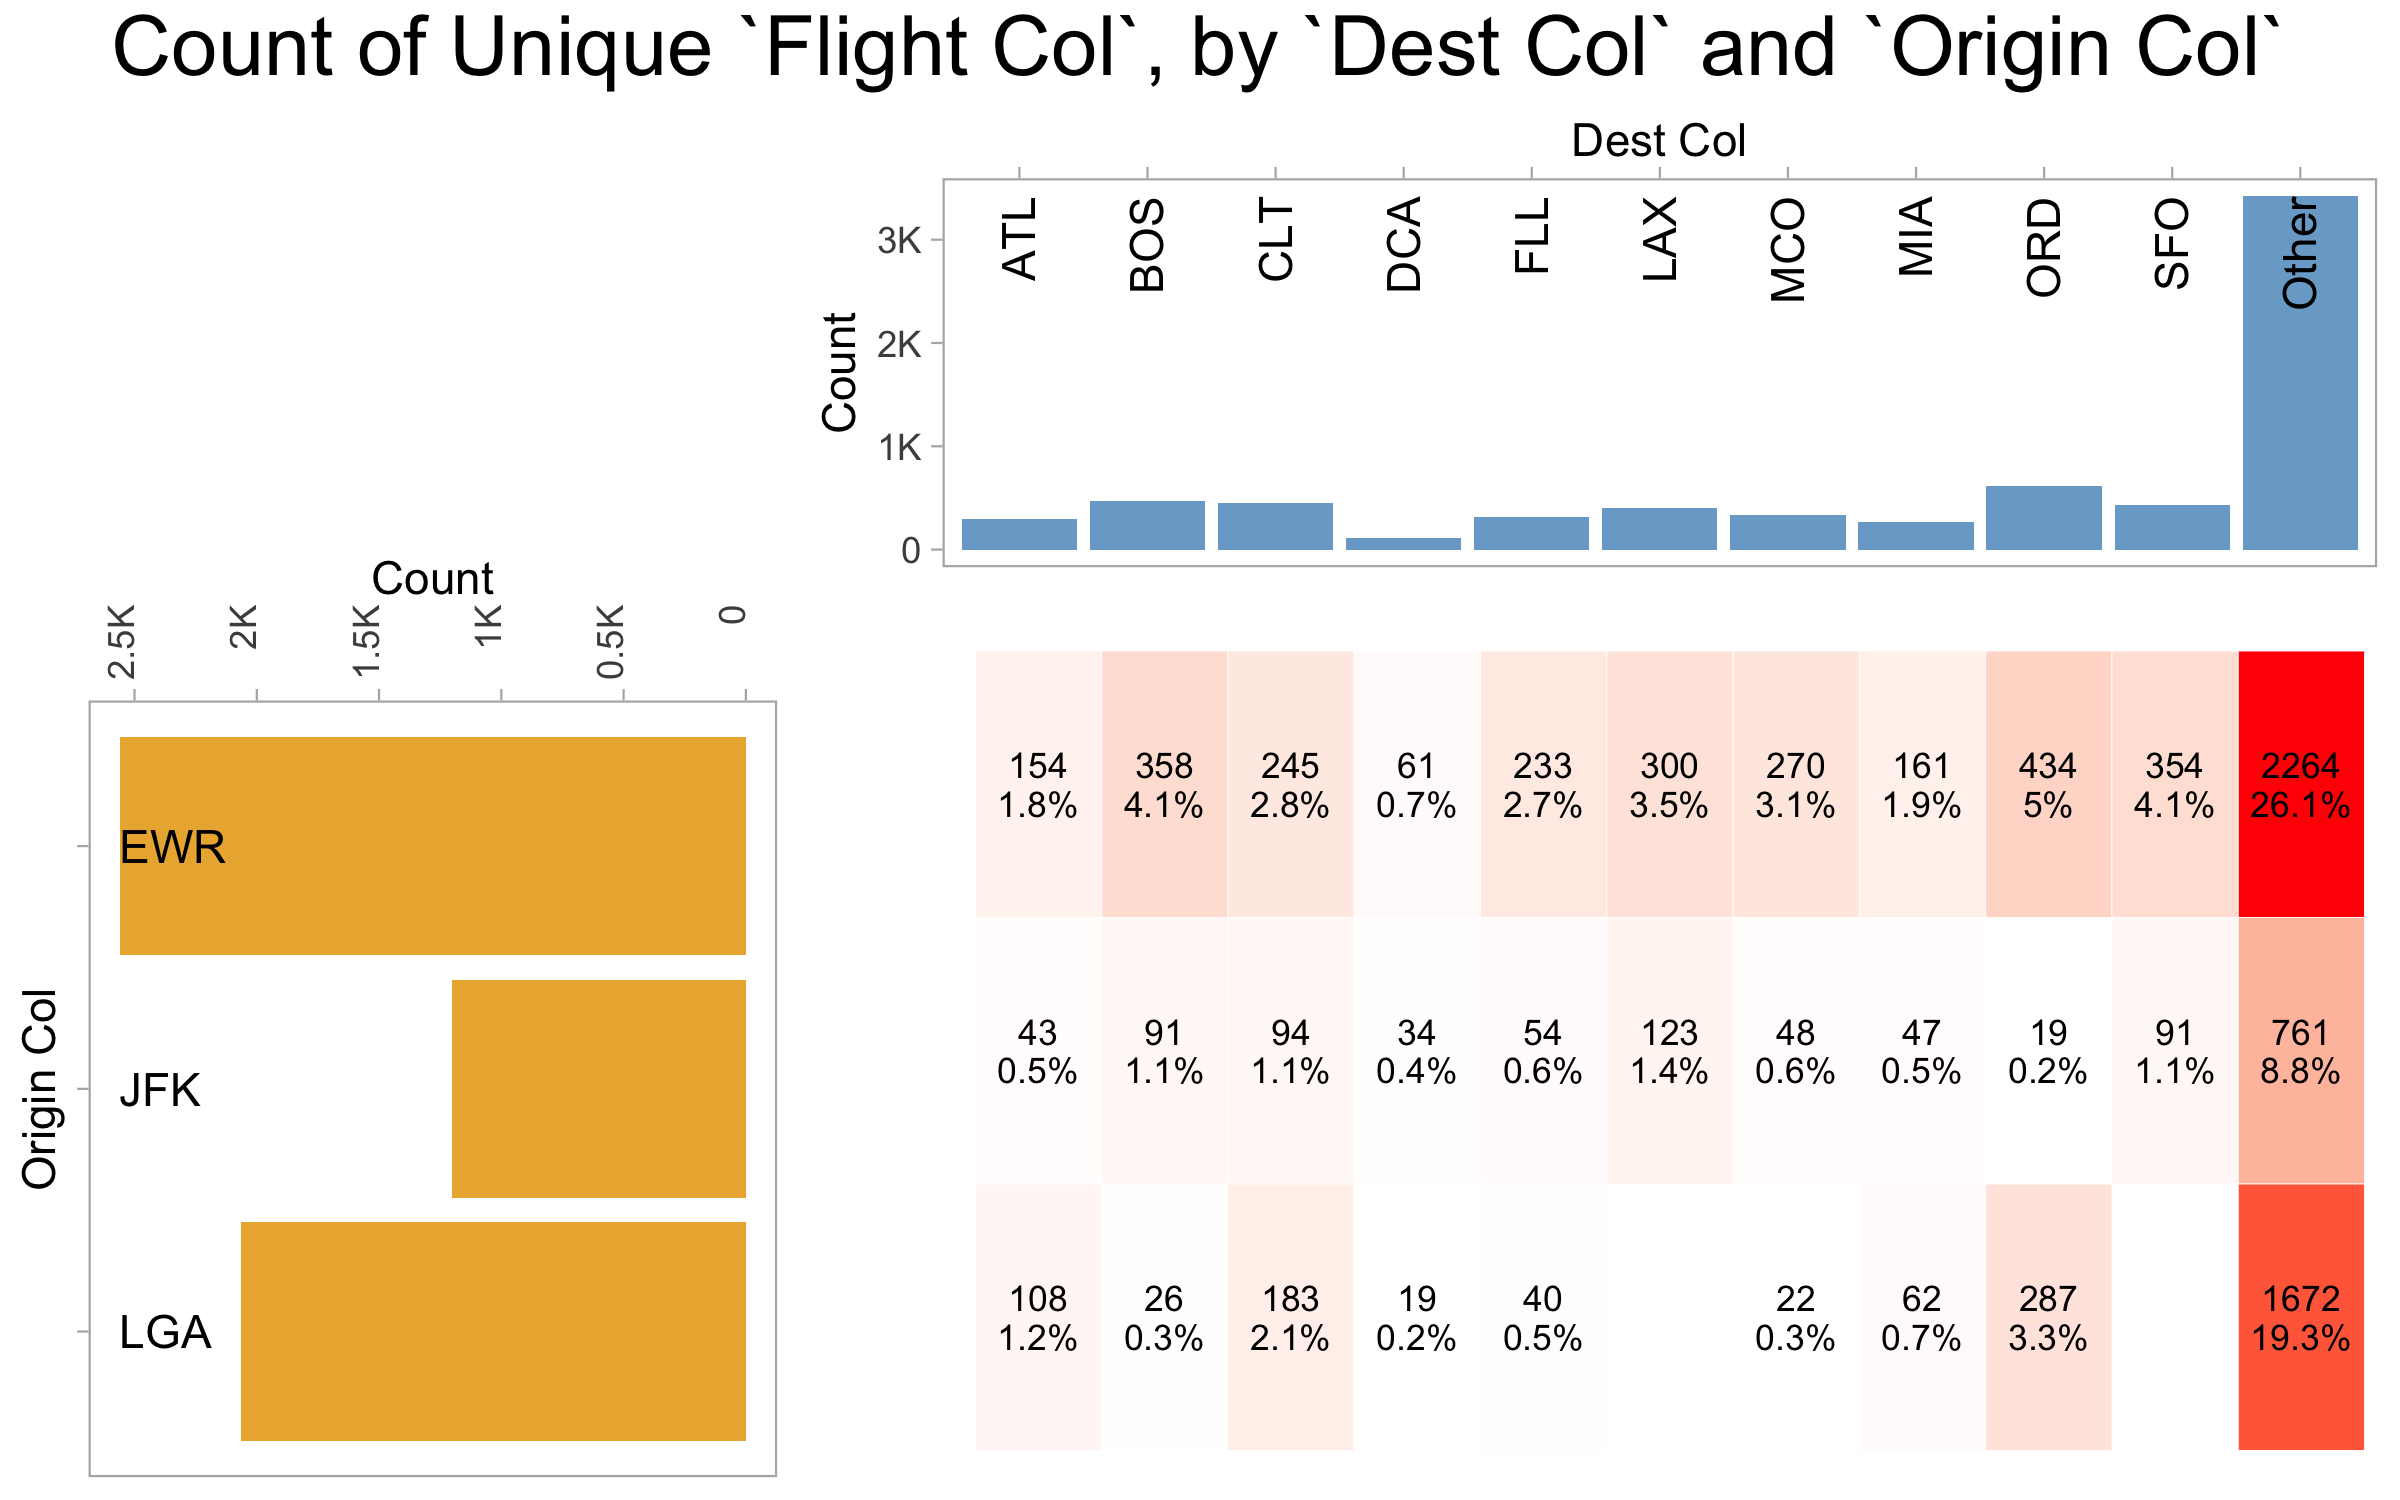 Count of Unique `Flight Col`, by `Dest Col` and `Origin Col`
Dest Col
ATL BOS CLT DCA FLL LAX MCO MIA ORD SFO Other
Count
3K
2K
1K
0
Count
2.5K 2K 1.5K 1K 0.5K 0
Origin Col
EWR
JFK
LGA
154 358 245 61 233 300 270 161 434 354 2264
1.8% 4.1% 2.8% 0.7% 2.7% 3.5% 3.1% 1.9% 5% 4.1% 26.1%
43 91 94 34 54 123 48 47 19 91 761
0.5% 1.1% 1.1% 0.4% 0.6% 1.4% 0.6% 0.5% 0.2% 1.1% 8.8%
108 26 183 19 40 22 62 287 1672
1.2% 0.3% 2.1% 0.2% 0.5% 0.3% 0.7% 3.3% 19.3%